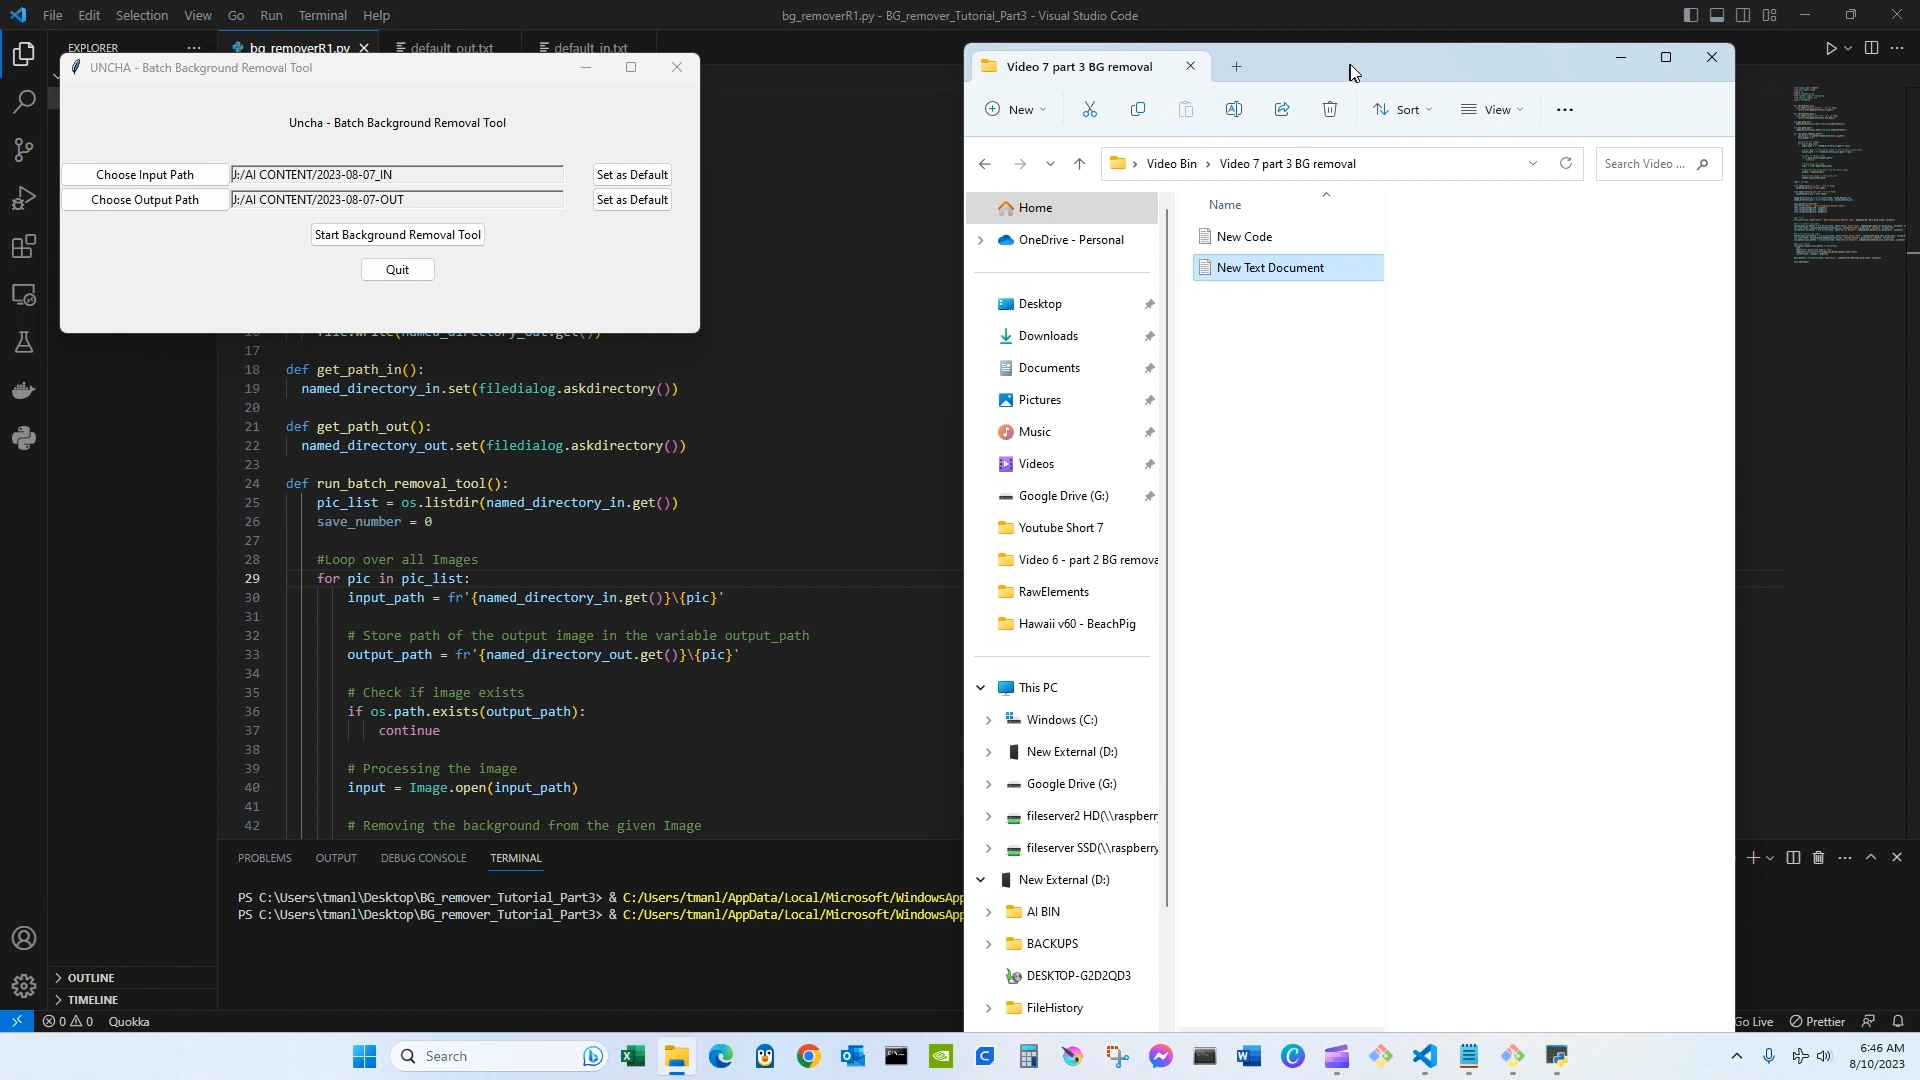 File Edit Selection View Go Run Terminal Help
bg_removerR1.py - BG_remover_Tutorial_Part3 - Visual Studio Code
EXPLORER
bg_removerR1.py
default_out.txt
default_in.txt
UNCHA - Batch Background Removal Tool
Uncha - Batch Background Removal Tool
Choose Input Path J:/AI CONTENT/2023-08-07_IN Set as Default
Choose Output Path J:/AI CONTENT/2023-08-07-OUT Set as Default
Start Background Removal Tool
Quit
17
18 def get_path_in():
19 named_directory_in.set(filedialog.askdirectory())
20
21 def get_path_out():
22 named_directory_out.set(filedialog.askdirectory())
23
24 def run_batch_removal_tool():
25 pic_list = os.listdir(named_directory_in.get())
26 save_number = 0
27
28 #Loop over all Images
29 for pic in pic_list:
30 input_path = fr'{named_directory_in.get()}\{pic}'
31
32 # Store path of the output image in the variable output_path
33 output_path = fr'{named_directory_out.get()}\{pic}'
34
35 # Check if image exists
36 if os.path.exists(output_path):
37 continue
38
39 # Processing the image
40 input = Image.open(input_path)
41
42 # Removing the background from the given Image
PROBLEMS OUTPUT DEBUG CONSOLE TERMINAL
PS C:\Users\tmanl\Desktop\BG_remover_Tutorial_Part3> & C:/Users/tmanl/AppData/Local/Microsoft/WindowsApp
PS C:\Users\tmanl\Desktop\BG_remover_Tutorial_Part3> & C:/Users/tmanl/AppData/Local/Microsoft/WindowsApp
OUTLINE
TIMELINE
0 0 Quokka
Go Live Prettier
Video 7 part 3 BG removal
New Sort View
Video Bin > Video 7 part 3 BG removal
Search Video ...
Home
OneDrive - Personal
Desktop
Downloads
Documents
Pictures
Music
Videos
Google Drive (G:)
Youtube Short 7
Video 6 - part 2 BG remova
RawElements
Hawaii v60 - BeachPig
This PC
Windows (C:)
New External (D:)
Google Drive (G:)
fileserver2 HD(\\raspberr
fileserver SSD(\\raspberry
New External (D:)
AI BIN
BACKUPS
DESKTOP-G2D2QD3
FileHistory
Name
New Code
New Text Document
Search
6:46 AM
8/10/2023